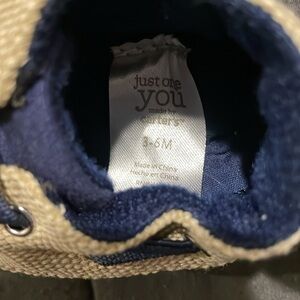 just one
you
made by
carter's
3-6M
Made in China
Hecho en China